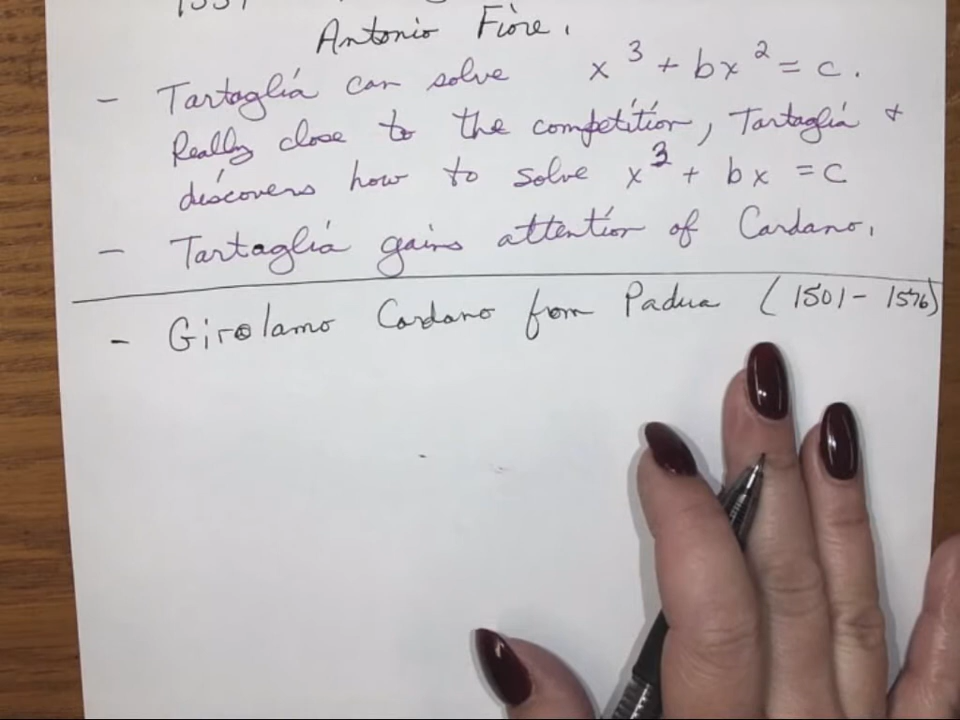 Antonio Fiore.
- Tartaglia can solve x³ + bx² = c.
Really close to the competition, Tartaglia +
discovers how to solve x³ + bx = c
- Tartaglia gains attention of Cardano.
- Girolamo Cardano from Padua (1501 - 1576)